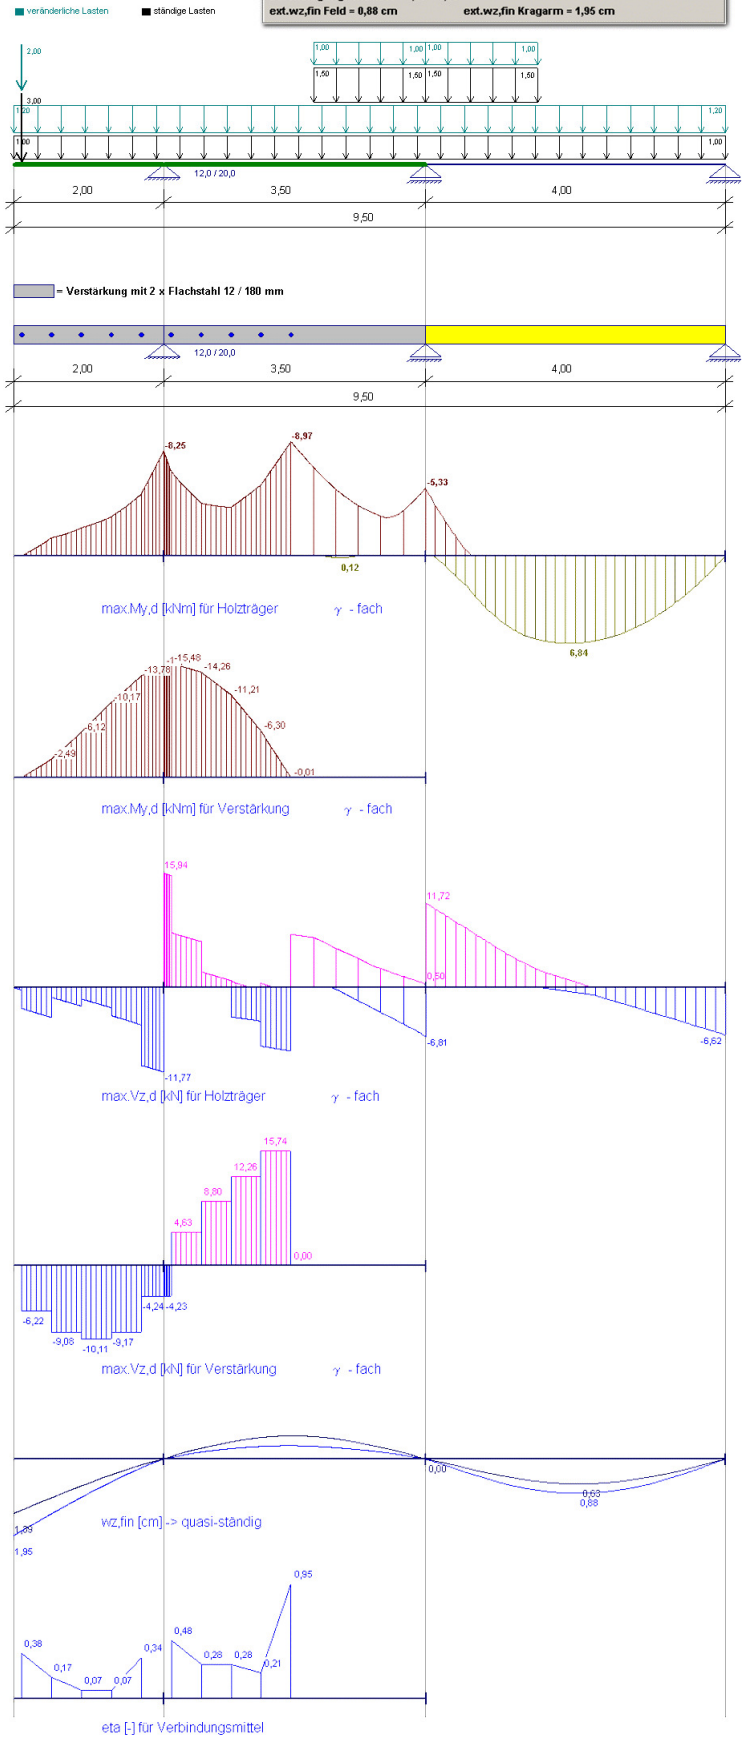 ext.wz,fin Feld = 0,88 cm ext.wz,fin Kragarm = 1,95 cm
veränderliche Lasten ständige Lasten
2,00
1,00 1,00 1,00
1,50 1,50 1,50 1,50
3,00
1,20 1,20
1,00 1,00
12,0 / 20,0
2,00 3,50 4,00
9,50
= Verstärkung mit 2 x Flachstahl 12 / 180 mm
12,0 / 20,0
2,00 3,50 4,00
9,50
-8,25 -8,97 -5,33
0,12
6,84
max.My,d [kNm] für Holzträger γ - fach
-2,49 -6,12 -10,17 -13,78 -15,48 -14,26 -11,21 -6,30 -0,01
max.My,d [kNm] für Verstärkung γ - fach
15,94 11,72
0,50
-11,77 -6,81 -6,62
max.Vz,d [kN] für Holzträger γ - fach
4,63 8,80 12,26 15,74
0,00
-6,22 -9,08 -10,11 -9,17 -4,24 -4,23
max.Vz,d [kN] für Verstärkung γ - fach
0,00
0,63
0,88
1,95
wz,fin [cm] -> quasi-ständig
0,38 0,17 0,07 0,07 0,34 0,48 0,28 0,28 0,21 0,95
eta [-] für Verbindungsmittel